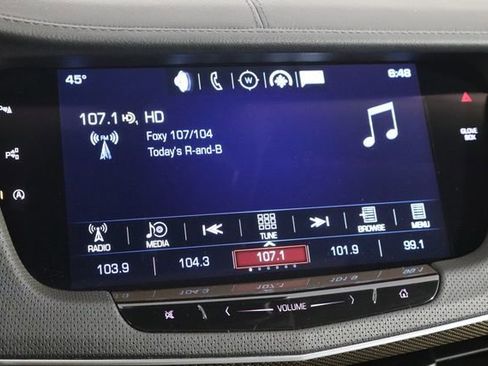 45° W 6:48
107.1 HD
FM Foxy 107/104
Today's R-and-B
GLOVE BOX
RADIO MEDIA TUNE BROWSE MENU
103.9 104.3 107.1 101.9 99.1
VOLUME